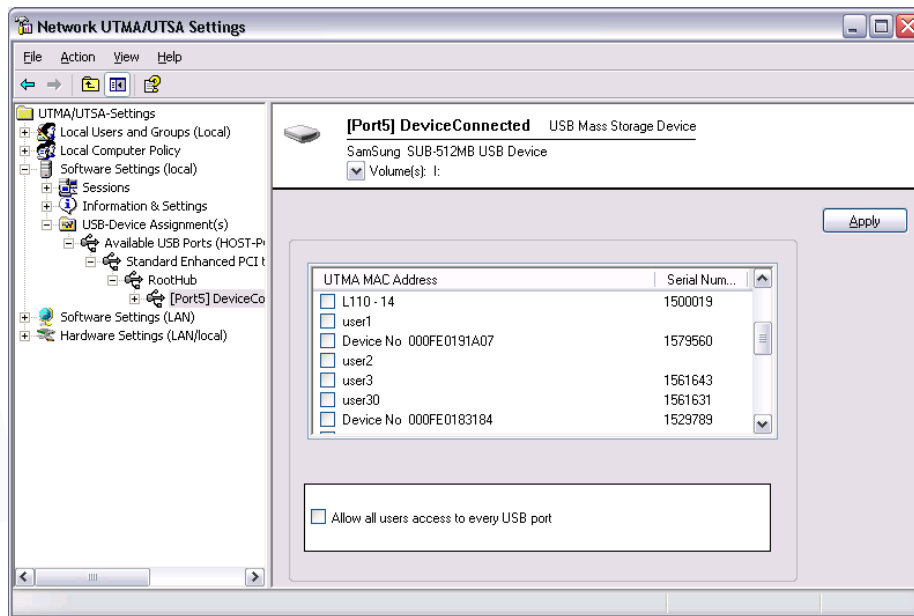 Network UTMA/UTSA Settings
File Action View Help
UTMA/UTSA-Settings
Local Users and Groups (Local)
Local Computer Policy
Software Settings (local)
Sessions
Information & Settings
USB-Device Assignment(s)
Available USB Ports (HOST-P
Standard Enhanced PCI t
RootHub
[Port5] DeviceCo
Software Settings (LAN)
Hardware Settings (LAN/local)
[Port5] DeviceConnected USB Mass Storage Device
SamSung SUB-512MB USB Device
Volume(s): I:
Apply
UTMA MAC Address Serial Num...
L110 - 14 1500019
user1
Device No 000FE0191A07 1579560
user2
user3 1561643
user30 1561631
Device No 000FE0183184 1529789
Allow all users access to every USB port